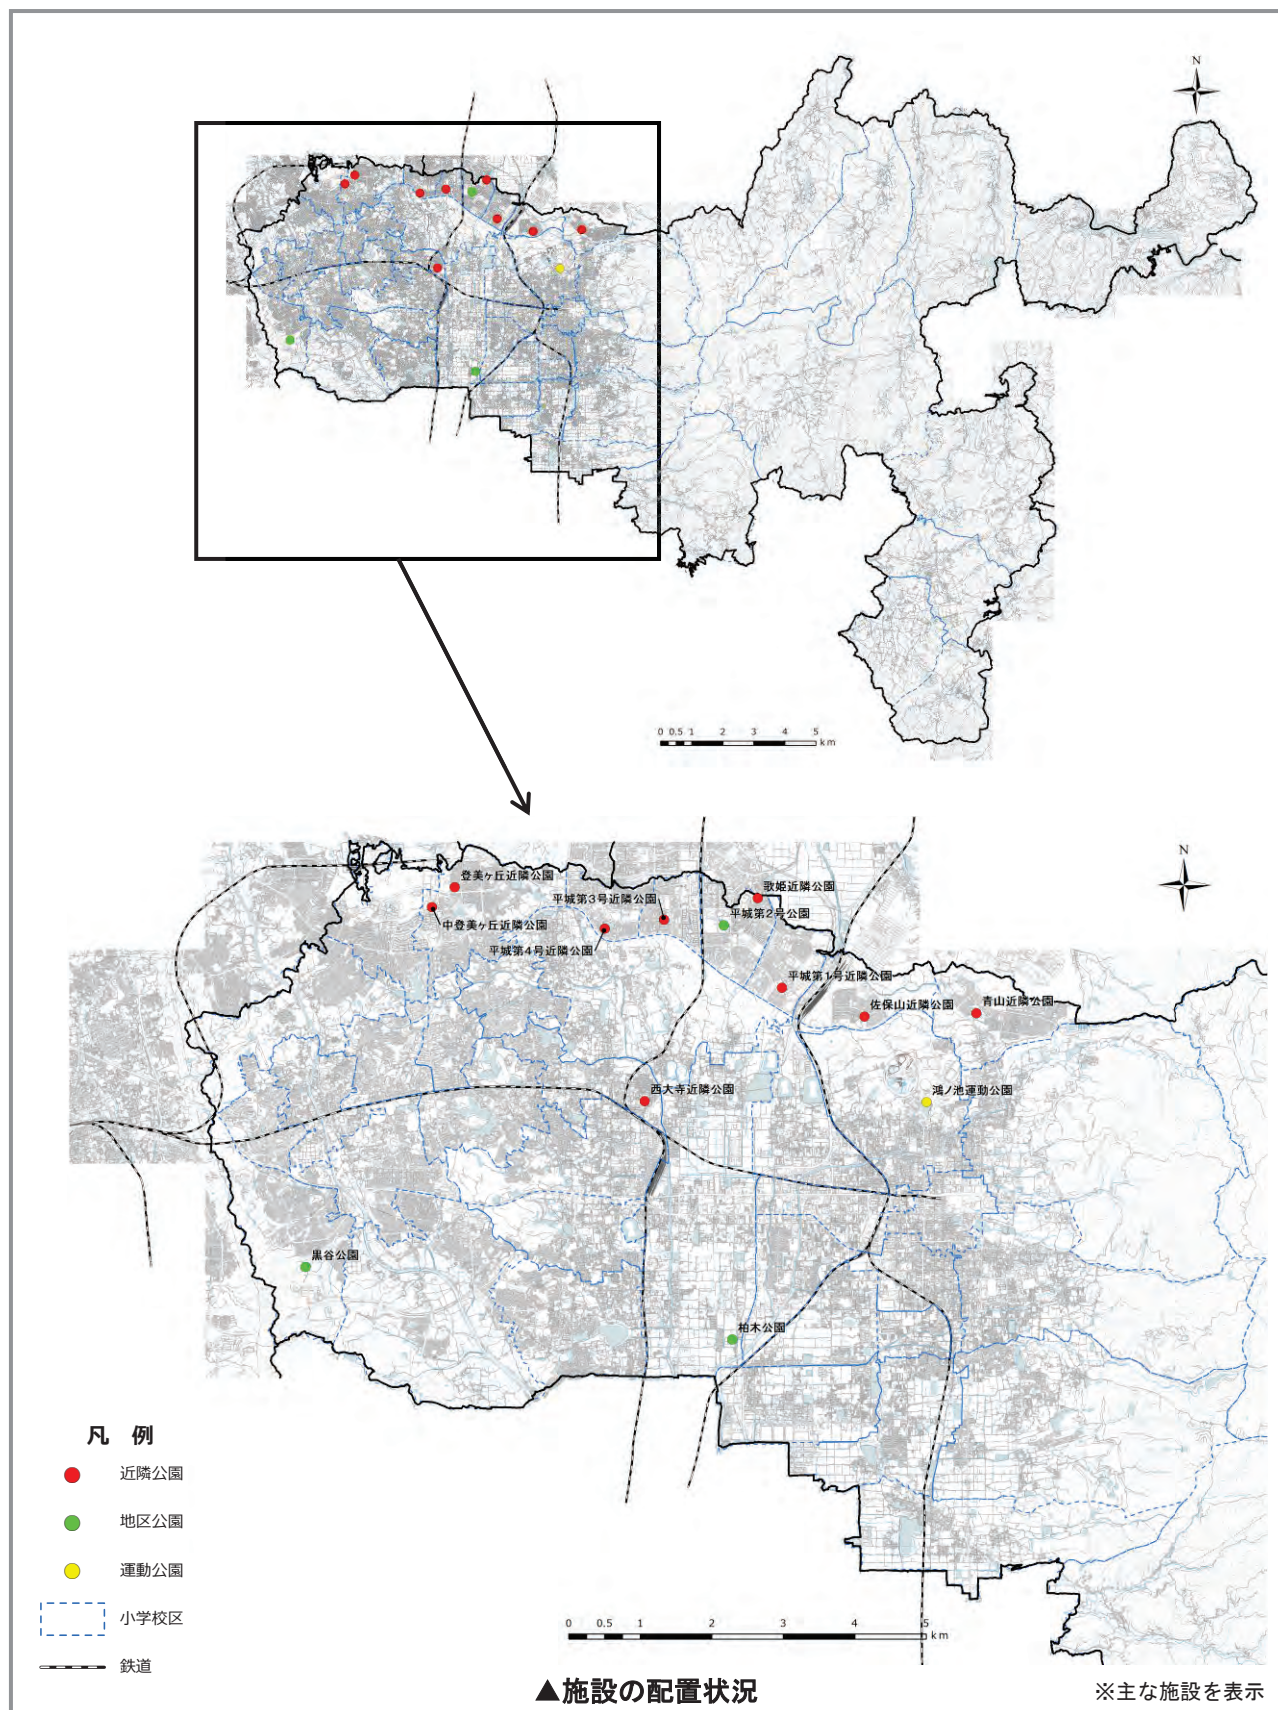 N
0 0.5 1 2 3 4 5
km
N
登美ヶ丘近隣公園
歌姫近隣公園
平城第3号近隣公園
平城第2号公園
中登美ヶ丘近隣公園
平城第4号近隣公園
平城第1号近隣公園
佐保山近隣公園
青山近隣公園
西大寺近隣公園
鴻ノ池運動公園
黒谷公園
柏木公園
凡 例
近隣公園
地区公園
運動公園
小学校区
鉄道
0 0.5 1 2 3 4 5
km
▲施設の配置状況
※主な施設を表示